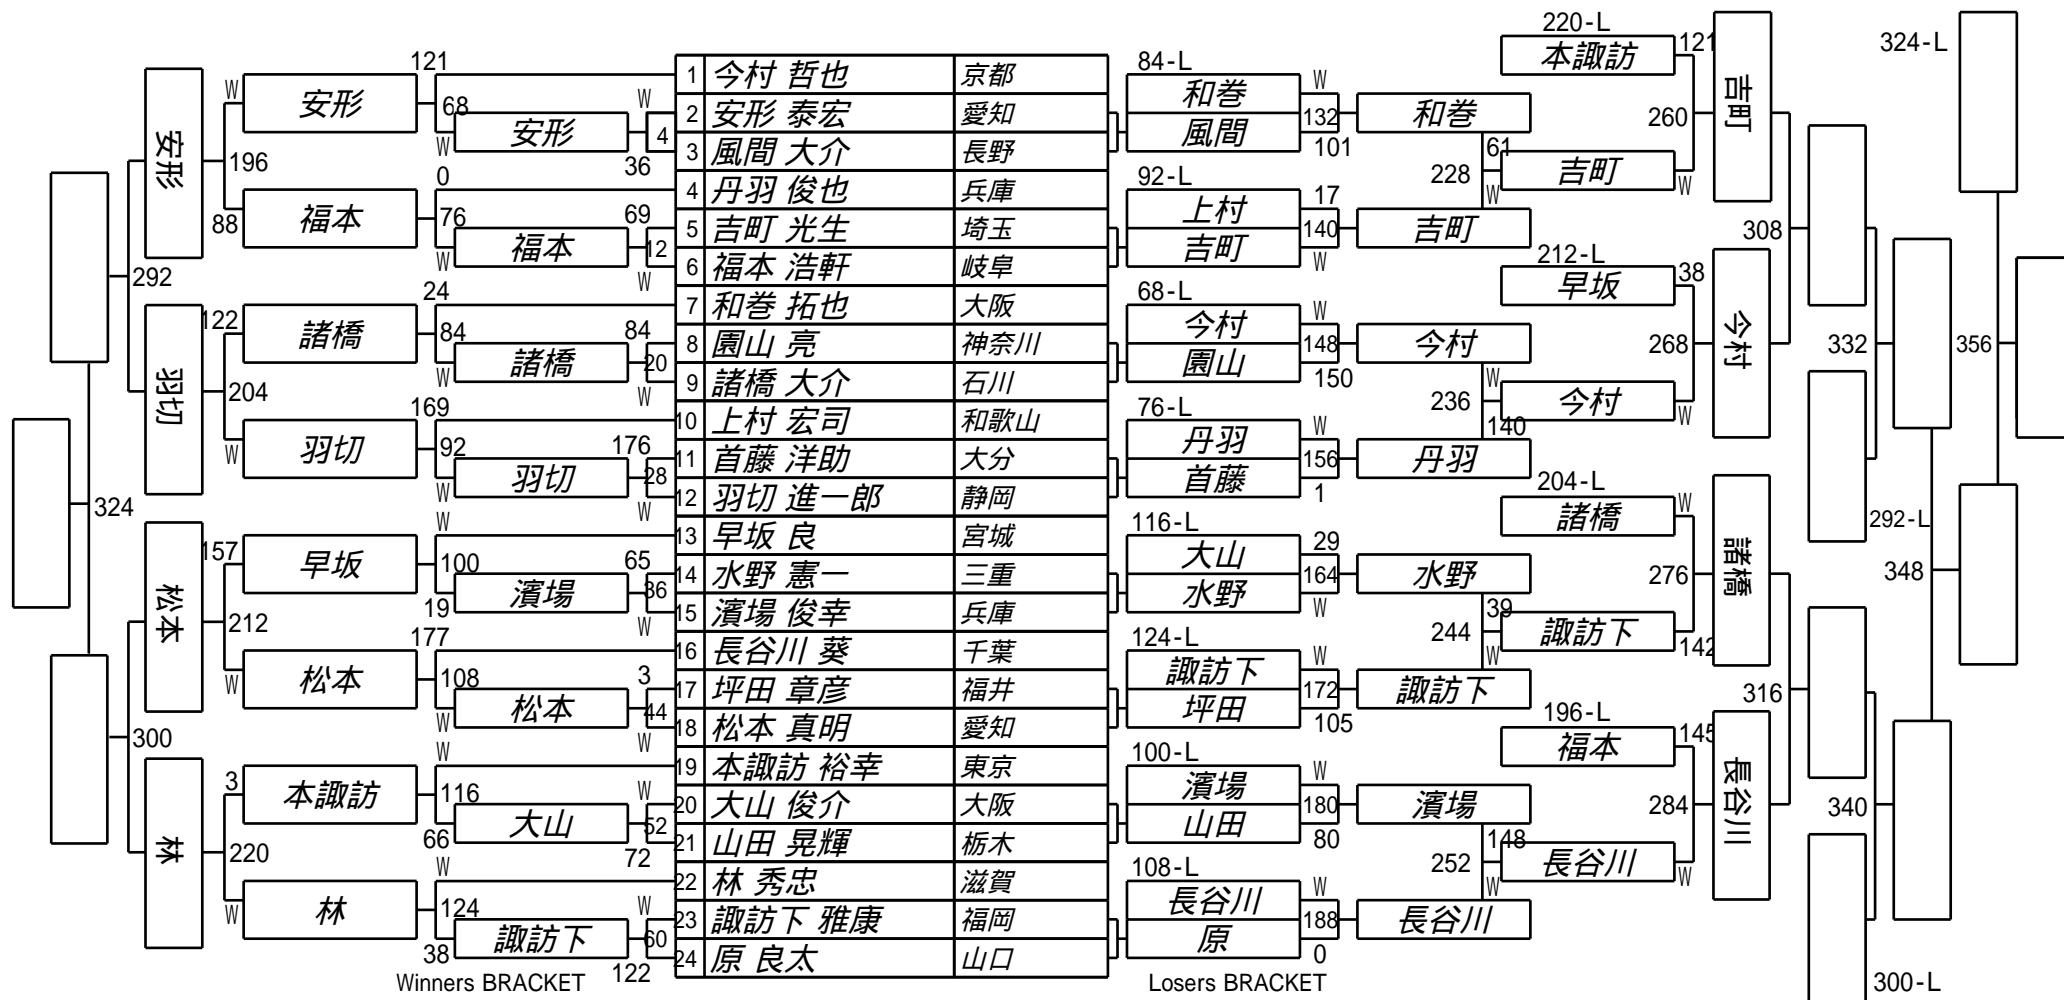 324
292
300
安形
羽切
松本
林
196
204
212
220
W
88
122
W
157
W
3
W
安形
福本
諸橋
羽切
早坂
松本
本諏訪
林
121
68
W
0
76
W
24
84
W
169
92
W
W
100
19
177
108
W
W
116
66
W
124
38
安形
福本
諸橋
羽切
濱場
松本
大山
諏訪下
W
4
36
69
12
W
84
20
W
176
28
W
65
36
W
3
44
W
W
52
72
W
60
122
1 今村 哲也 京都
2 安形 泰宏 愛知
3 風間 大介 長野
4 丹羽 俊也 兵庫
5 吉町 光生 埼玉
6 福本 浩軒 岐阜
7 和巻 拓也 大阪
8 園山 亮 神奈川
9 諸橋 大介 石川
10 上村 宏司 和歌山
11 首藤 洋助 大分
12 羽切 進一郎 静岡
13 早坂 良 宮城
14 水野 憲一 三重
15 濱場 俊幸 兵庫
16 長谷川 葵 千葉
17 坪田 章彦 福井
18 松本 真明 愛知
19 本諏訪 裕幸 東京
20 大山 俊介 大阪
21 山田 晃輝 栃木
22 林 秀忠 滋賀
23 諏訪下 雅康 福岡
24 原 良太 山口
Winners BRACKET
84-L
和巻
風間
W
132
101
92-L
上村
吉町
17
140
W
68-L
今村
園山
W
148
150
76-L
丹羽
首藤
W
156
1
116-L
大山
水野
29
164
W
124-L
諏訪下
坪田
W
172
105
100-L
濱場
山田
W
180
80
108-L
長谷川
原
W
188
0
Losers BRACKET
和巻
吉町
今村
丹羽
水野
諏訪下
濱場
長谷川
61
228
W
W
236
140
39
244
W
148
252
W
220-L
本諏訪
121
260
吉町
W
212-L
早坂
38
268
今村
W
204-L
諸橋
W
276
諏訪下
142
196-L
福本
145
284
長谷川
W
吉町
今村
諸橋
長谷川
308
316
332
292-L
340
300-L
348
324-L
356